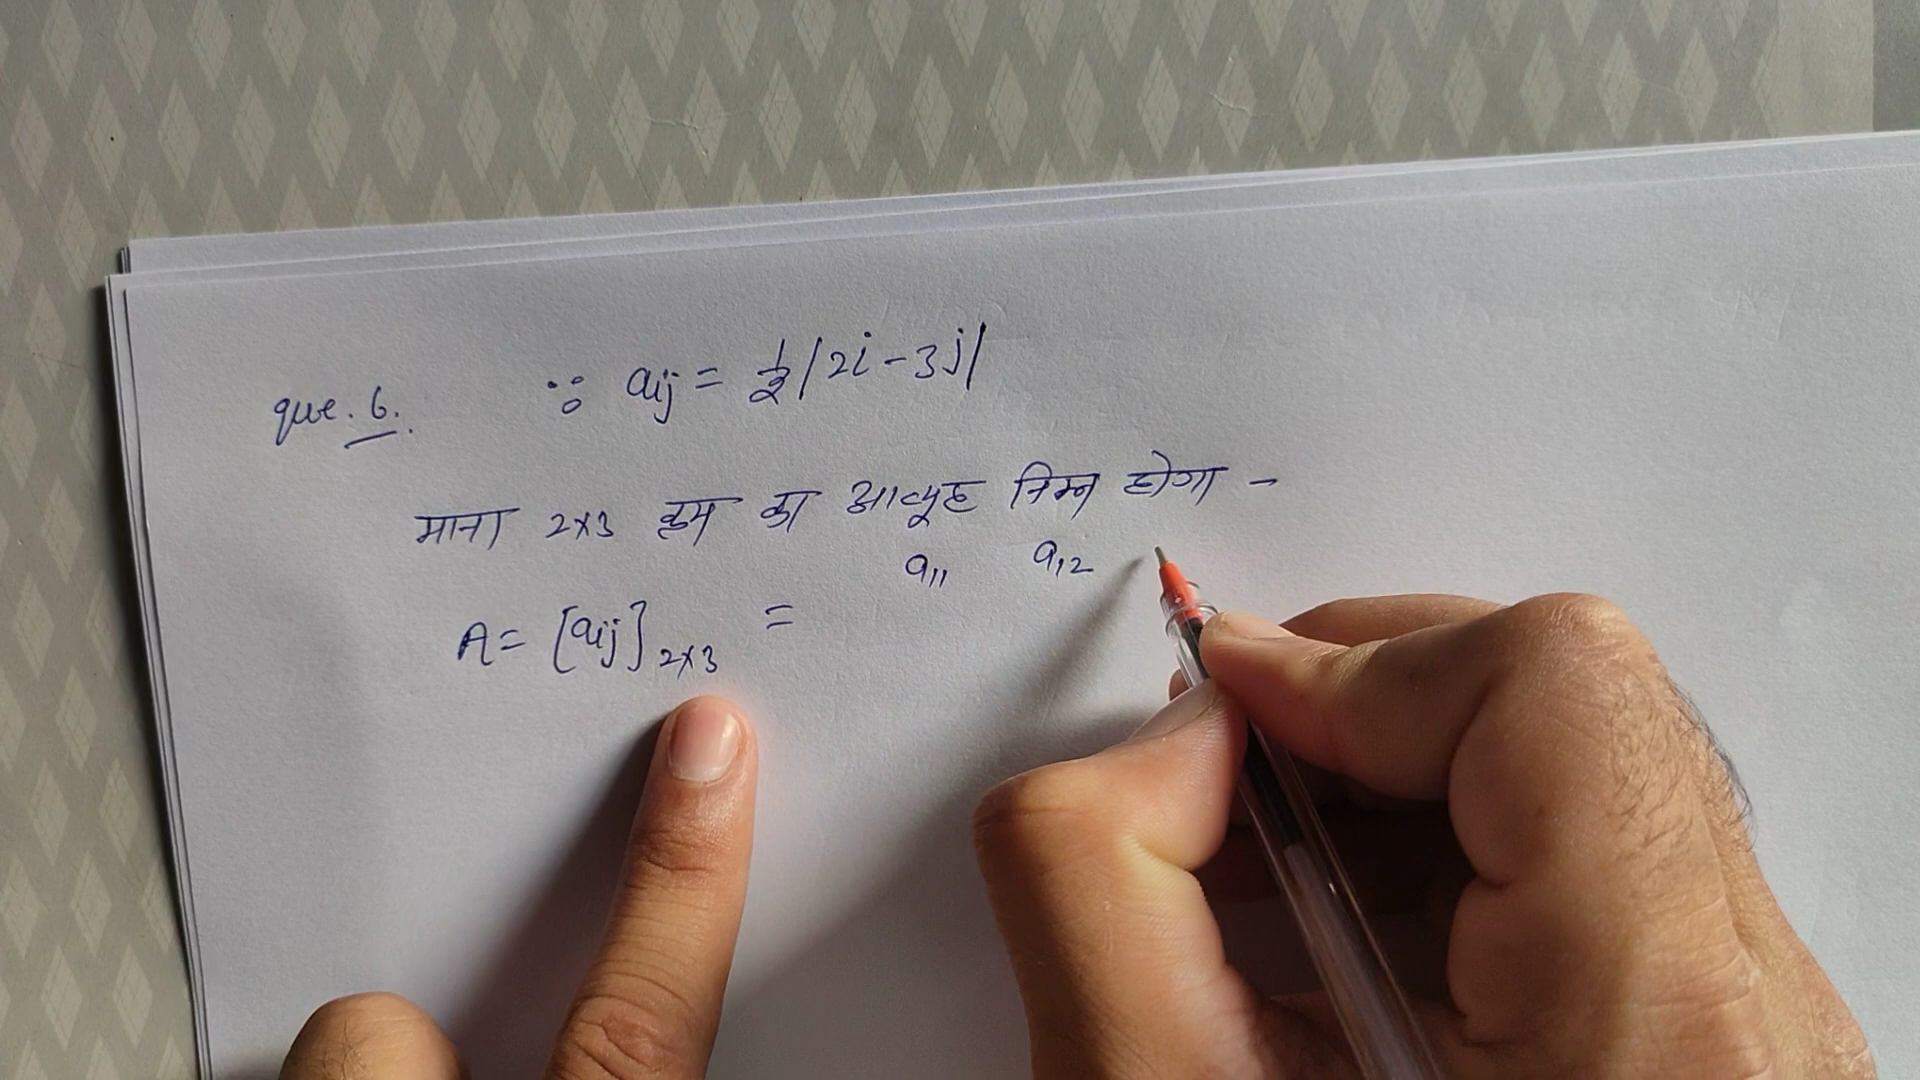 que. 6. ∵ aij = 1/2 |2i - 3j|
माना 2×3 क्रम का आव्यूह निम्न होगा -
a11 a12
A = [aij]2×3 =